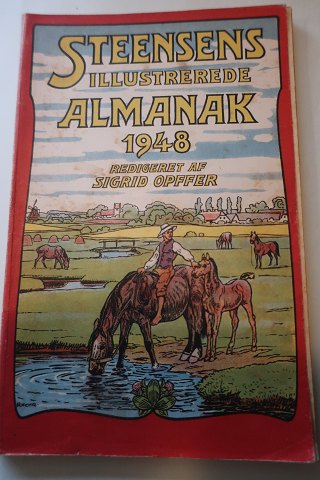 STEENSENS
ILLUSTREREDE
ALMANAK
1948
REDIGERET AF
SIGRID OPFFER